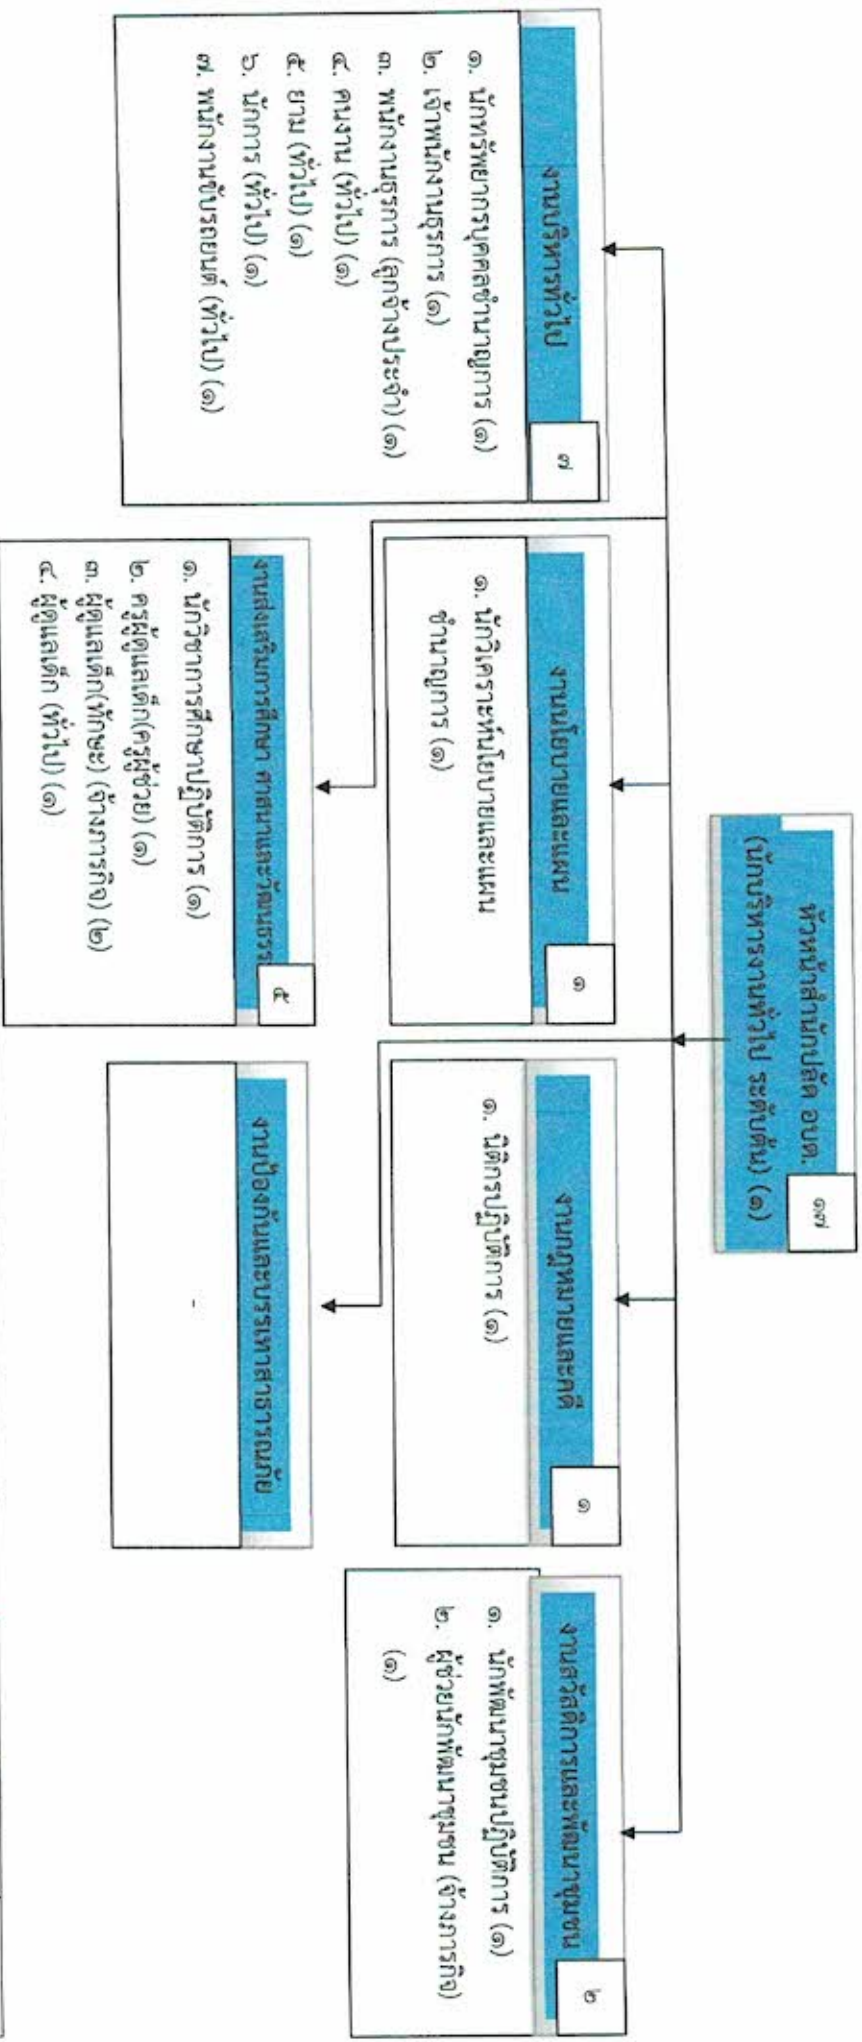 หัวหน้าสำนักปลัด อบต.
(นักบริหารงานทั่วไป ระดับต้น) (๑)
๑๗
งานบริหารทั่วไป
๗
๑. นักทรัพยากรบุคคลชำนาญการ (๑)
๒. เจ้าพนักงานธุรการ (๑)
๓. พนักงานธุรการ (ลูกจ้างประจำ) (๑)
๔. คนงาน (ทั่วไป) (๑)
๕. ยาม (ทั่วไป) (๑)
๖. นักการ (ทั่วไป) (๑)
๗. พนักงานขับรถยนต์ (ทั่วไป) (๑)
งานนโยบายและแผน
๑
๑. นักวิเคราะห์นโยบายและแผน
ชำนาญการ (๑)
งานกฎหมายและคดี
๑
๑. นิติกรปฏิบัติการ (๑)
งานสวัสดิการและพัฒนาชุมชน
๒
๑. นักพัฒนาชุมชนปฏิบัติการ (๑)
๒. ผู้ช่วยนักพัฒนาชุมชน (จ้างภารกิจ)
(๑)
งานส่งเสริมการศึกษา ศาสนาและวัฒนธรร
๕
๑. นักวิชาการศึกษาปฏิบัติการ (๑)
๒. ครูผู้ดูแลเด็ก(ครูผู้ช่วย) (๑)
๓. ผู้ดูแลเด็ก(ทักษะ) (จ้างภารกิจ) (๒)
๔. ผู้ดูแลเด็ก (ทั่วไป) (๑)
งานป้องกันและบรรเทาสาธารณภัย
-